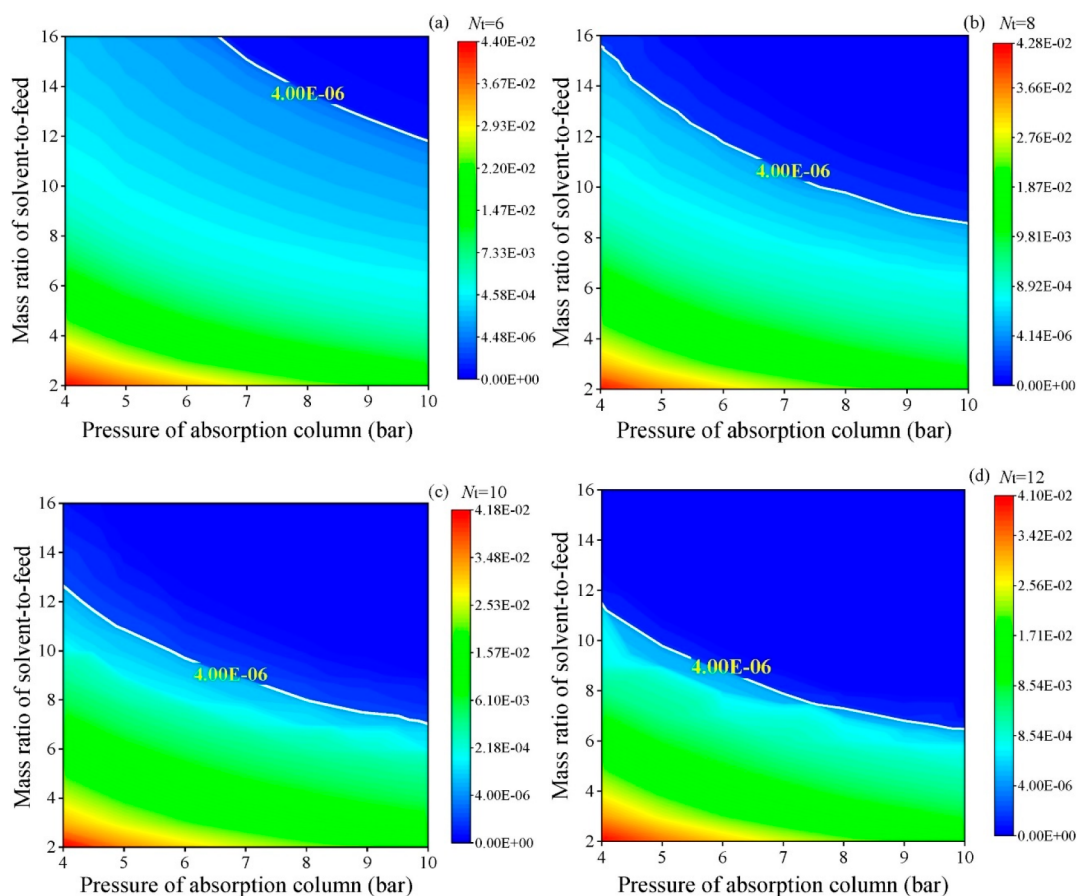 (a) Nt=6
Mass ratio of solvent-to-feed
16
14
12
10
8
6
4
2
4.00E-06
4 5 6 7 8 9 10
Pressure of absorption column (bar)
4.40E-02
3.67E-02
2.93E-02
2.20E-02
1.47E-02
7.33E-03
4.58E-04
4.48E-06
0.00E+00
(b) Nt=8
Mass ratio of solvent-to-feed
16
14
12
10
8
6
4
2
4.00E-06
4 5 6 7 8 9 10
Pressure of absorption column (bar)
4.28E-02
3.66E-02
2.80E-02
1.87E-02
9.81E-03
8.92E-04
4.14E-06
0.00E+00
(c) Nt=10
Mass ratio of solvent-to-feed
16
14
12
10
8
6
4
2
4.00E-06
4 5 6 7 8 9 10
Pressure of absorption column (bar)
4.18E-02
3.48E-02
2.53E-02
1.57E-02
6.10E-03
2.18E-04
4.00E-06
0.00E+00
(d) Nt=12
Mass ratio of solvent-to-feed
16
14
12
10
8
6
4
2
4.00E-06
4 5 6 7 8 9 10
Pressure of absorption column (bar)
4.10E-02
3.42E-02
2.56E-02
1.71E-02
8.54E-03
8.54E-04
4.00E-06
0.00E+00